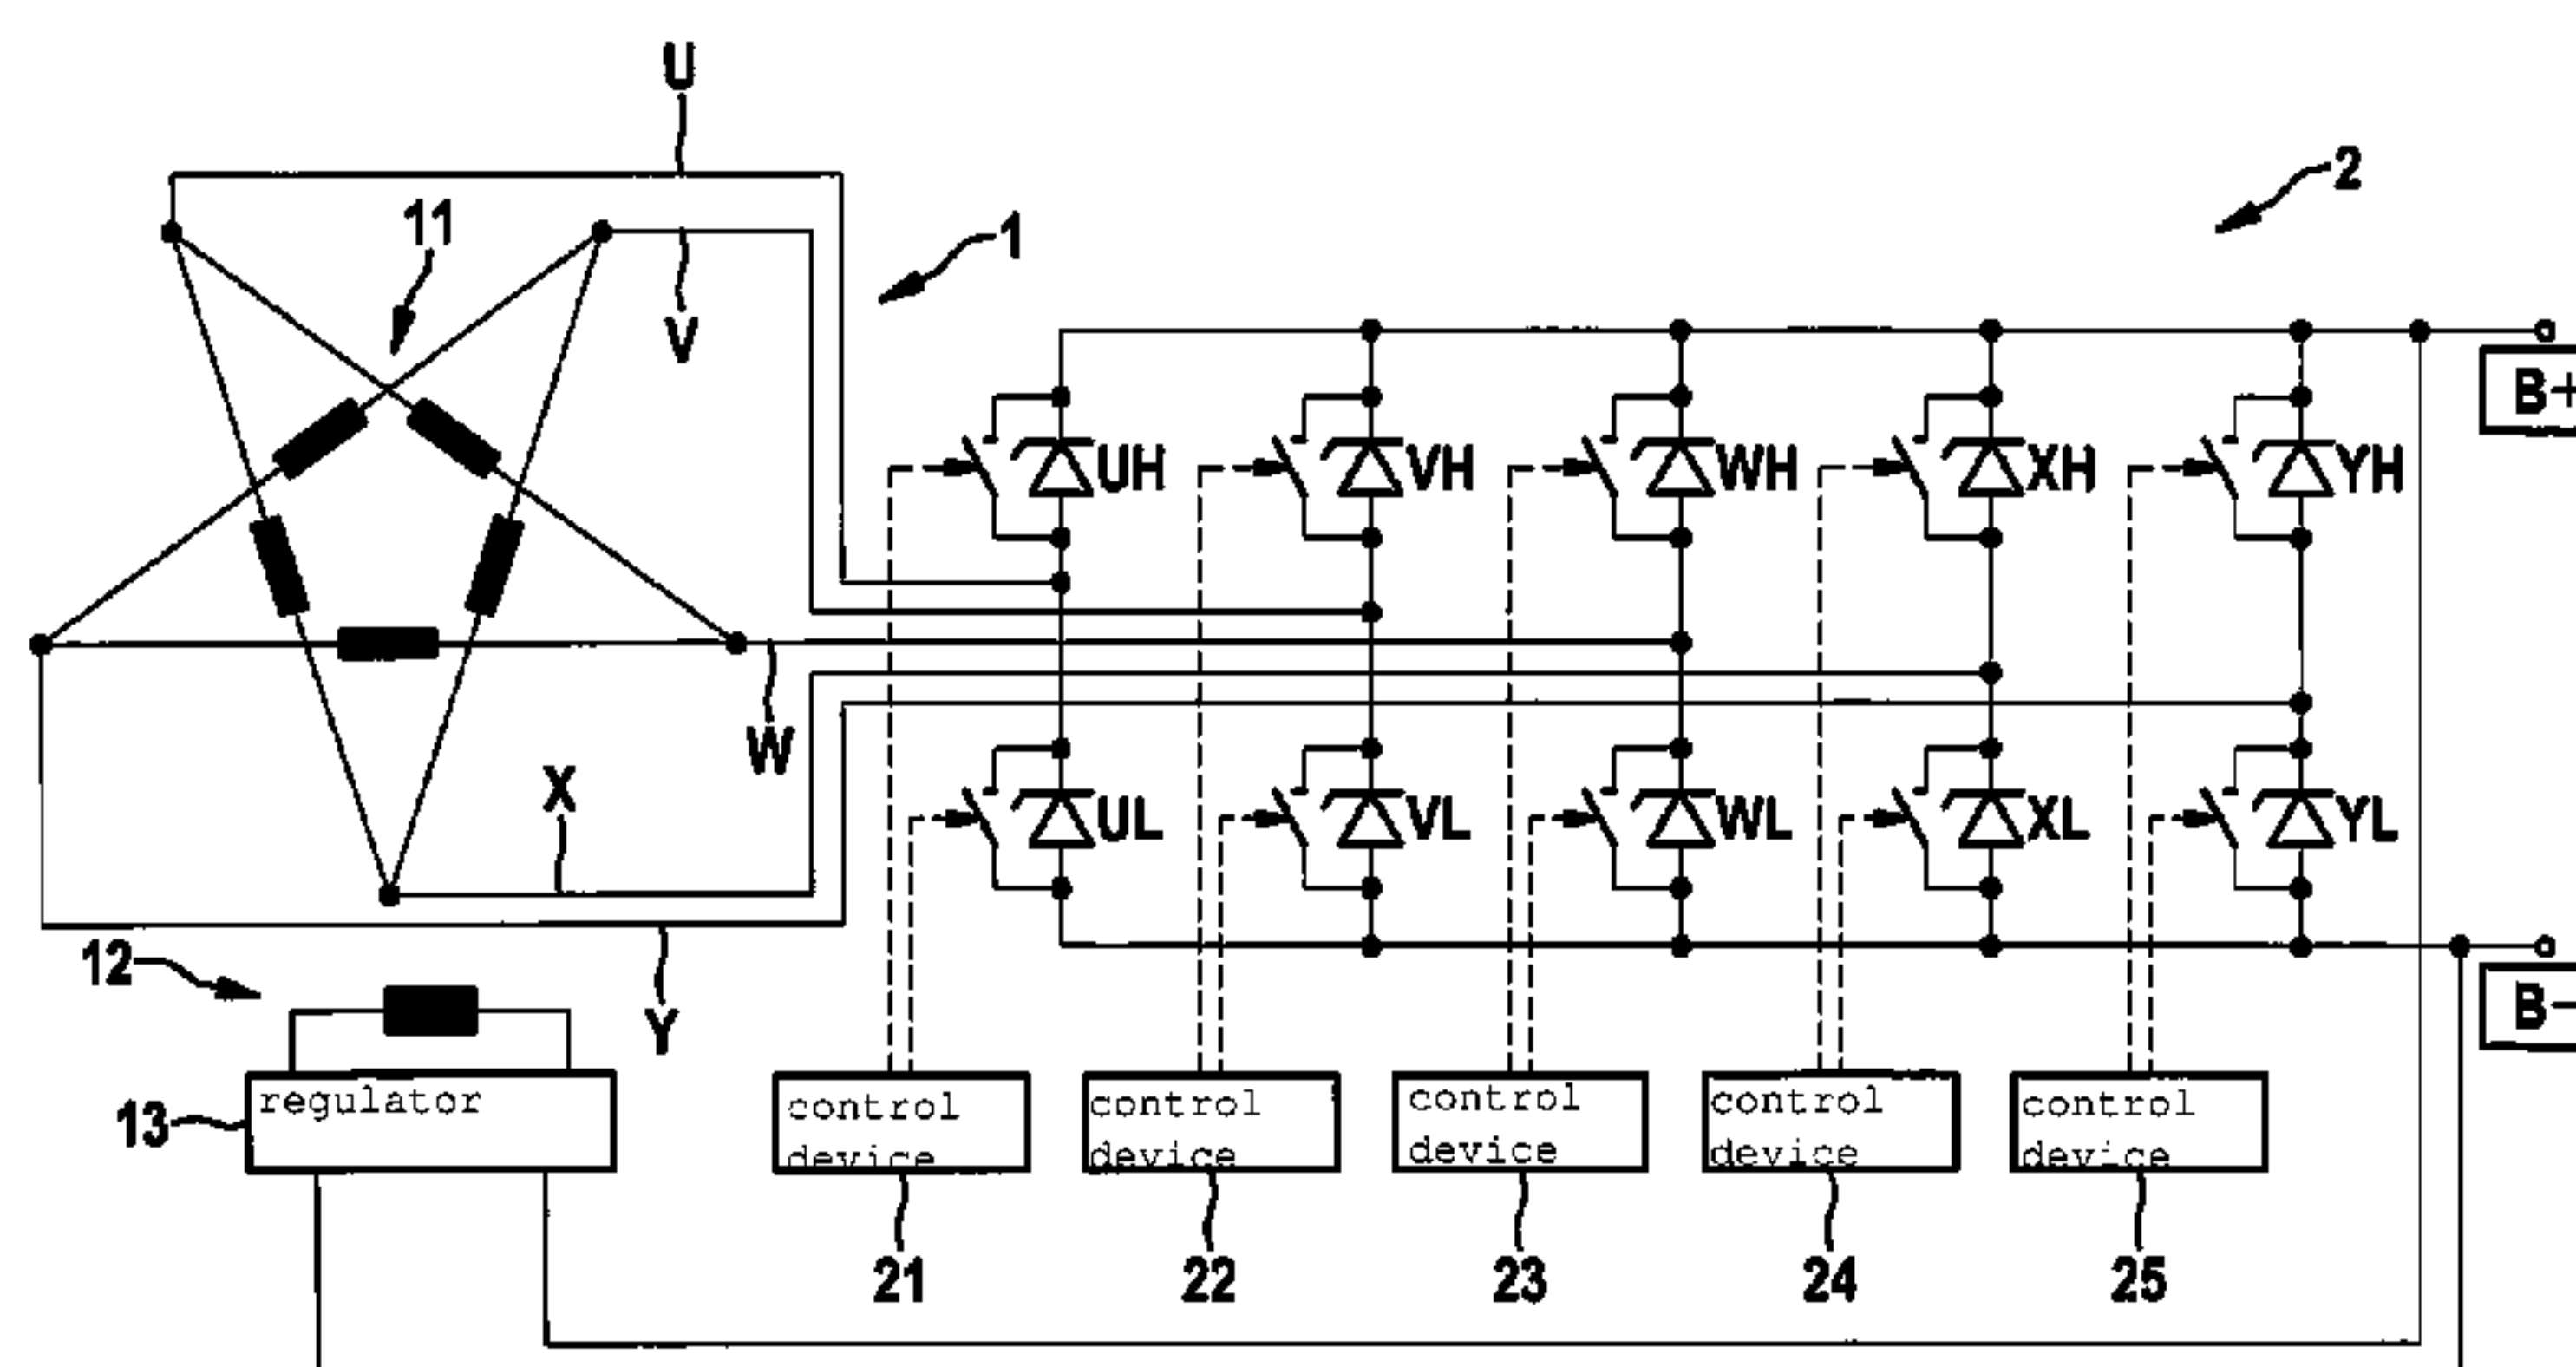 U
2
11
1
V
B+
UH
VH
WH
XH
YH
W
X
UL
VL
WL
XL
YL
12
B-
Y
regulator
13
control
device
control
device
control
device
control
device
control
device
21
22
23
24
25